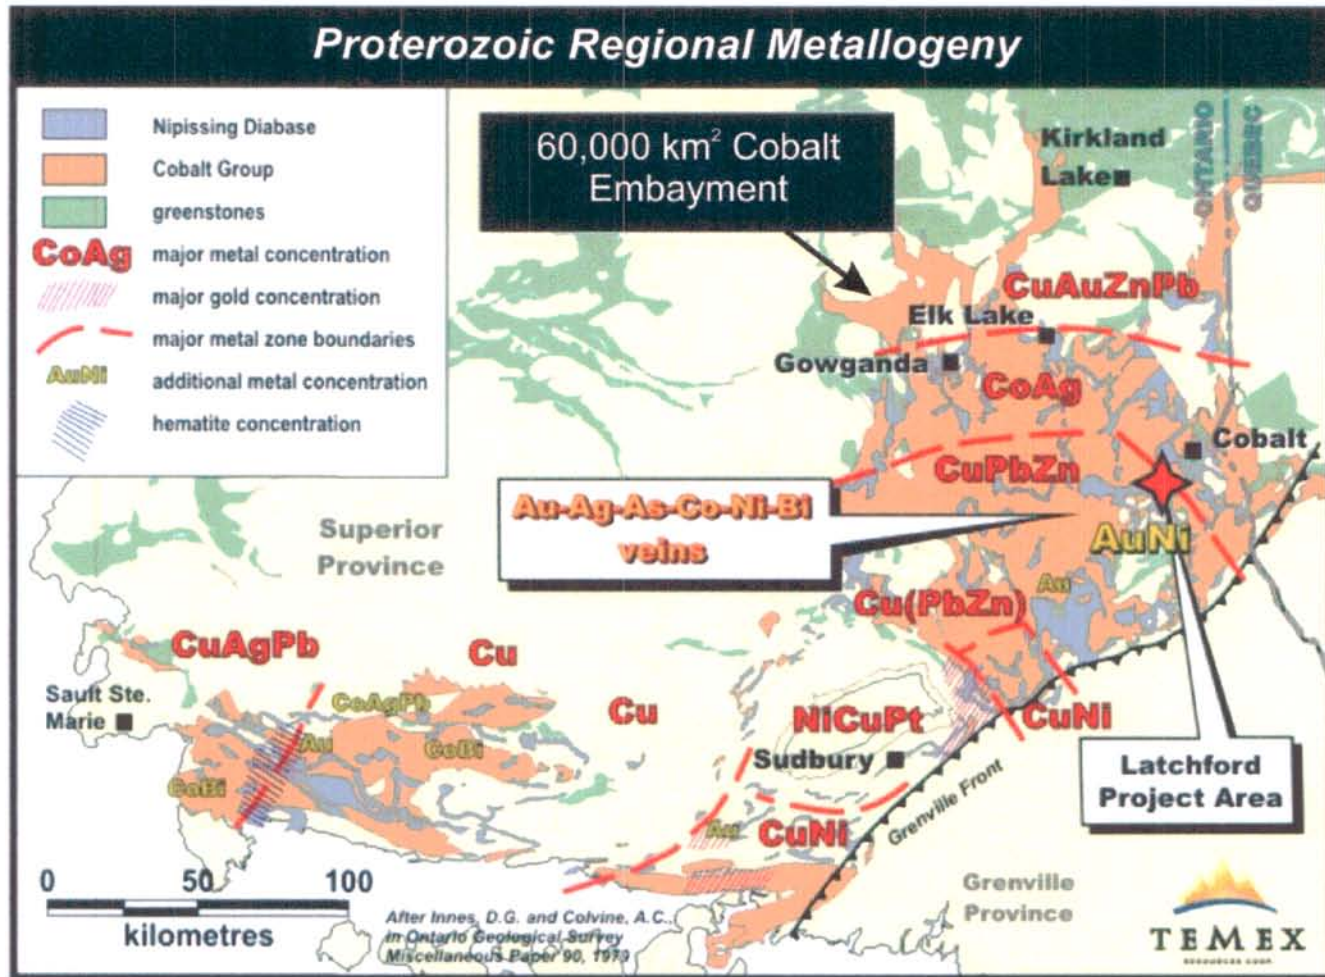 Proterozoic Regional Metallogeny
Nipissing Diabase
Cobalt Group
greenstones
CoAg major metal concentration
major gold concentration
major metal zone boundaries
AuNi additional metal concentration
hematite concentration
60,000 km² Cobalt
Embayment
Kirkland
Lake
ONTARIO
QUEBEC
CuAuZnPb
Elk Lake
Gowganda
CoAg
Cobalt
CuPbZn
Au-Ag-As-Co-Ni-Bi
veins
AuNi
Superior
Province
Au
Cu(PbZn)
CuAgPb
Cu
Sault Ste.
Marie
CoAgPb
Cu
NiCuPt
CuNi
Au
CoBi
Sudbury
CoBi
Latchford
Project Area
Grenville Front
Au
CuNi
0 50 100
kilometres
After Innes, D.G. and Colvine, A.C.,
in Ontario Geological Survey
Miscellaneous Paper 90, 1979
Grenville
Province
TEMEX
RESOURCES CORP.